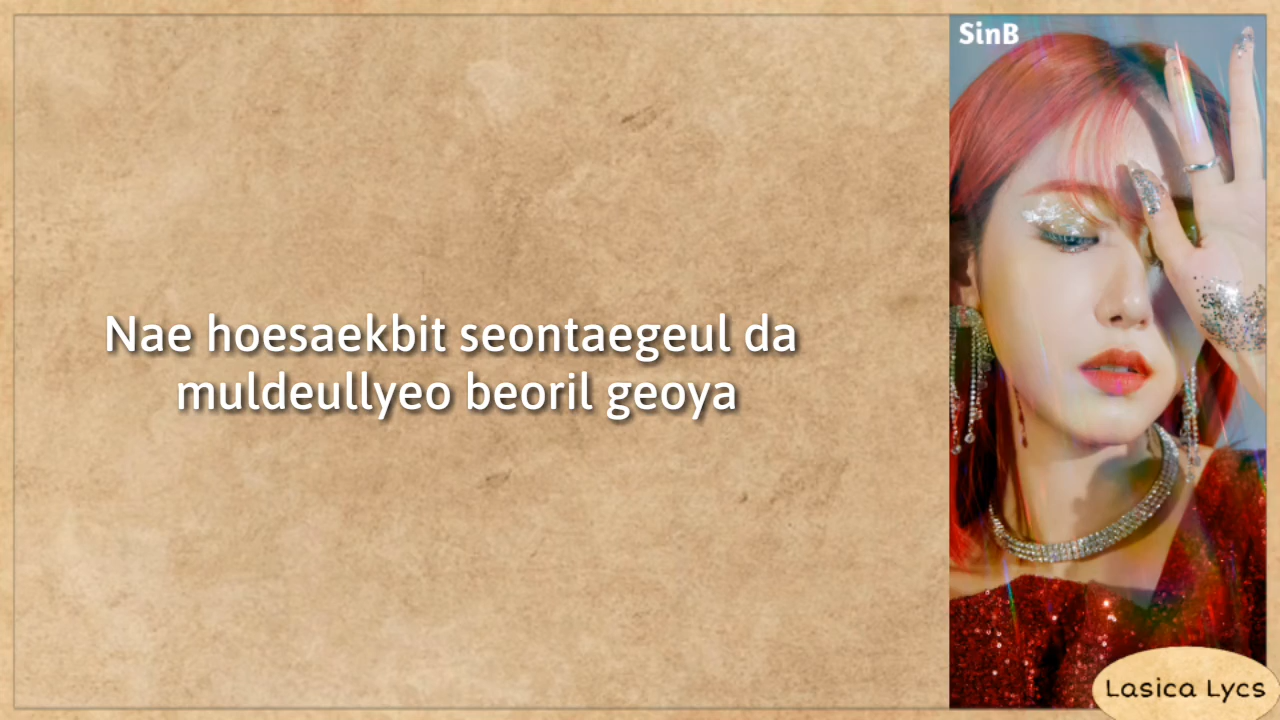 SinB
Nae hoesaekbit seontaegeul da
muldeullyeo beoril geoya
Lasica Lycs